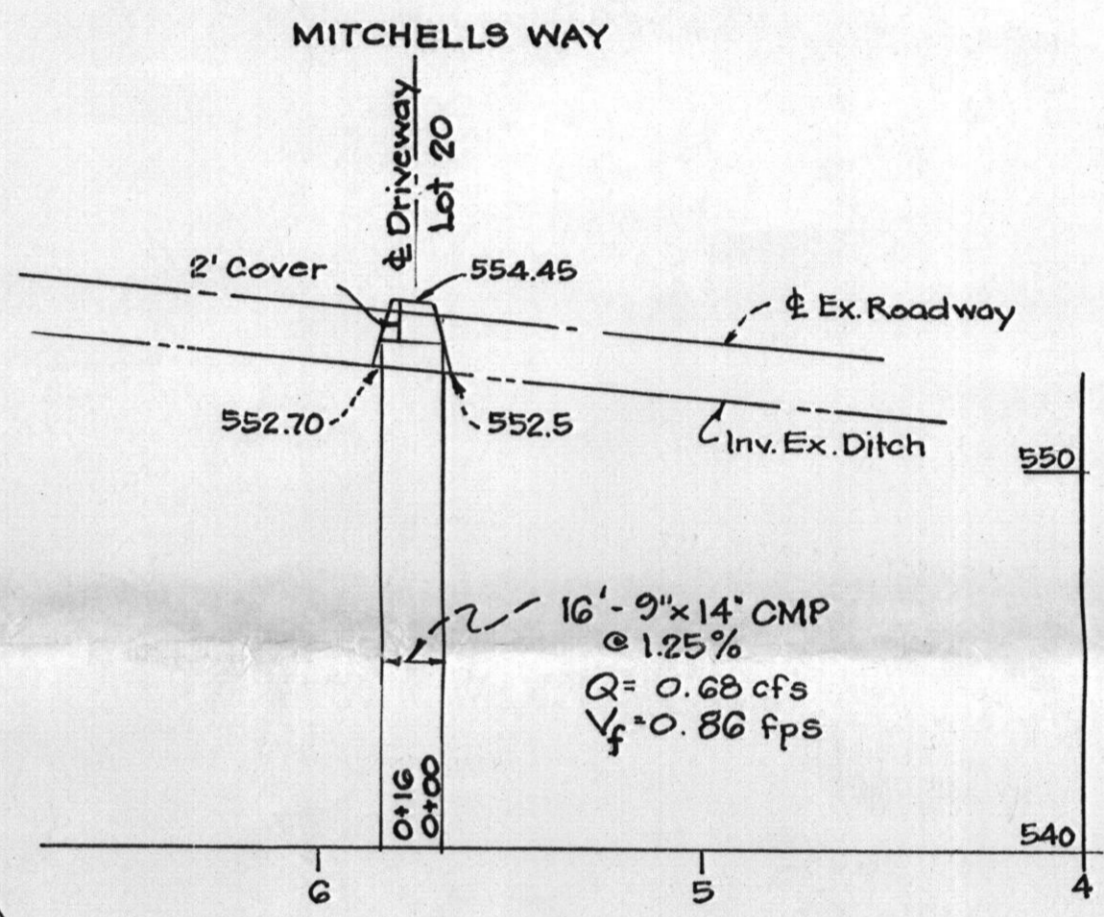 MITCHELLS WAY
℄ Driveway
Lot 20
2' Cover
554.45
℄ Ex. Roadway
552.70
552.5
Inv. Ex. Ditch
550
16'- 9"x 14" CMP
@ 1.25%
Q= 0.68 cfs
Vf=0.86 fps
0+16
0+00
540
6
5
4